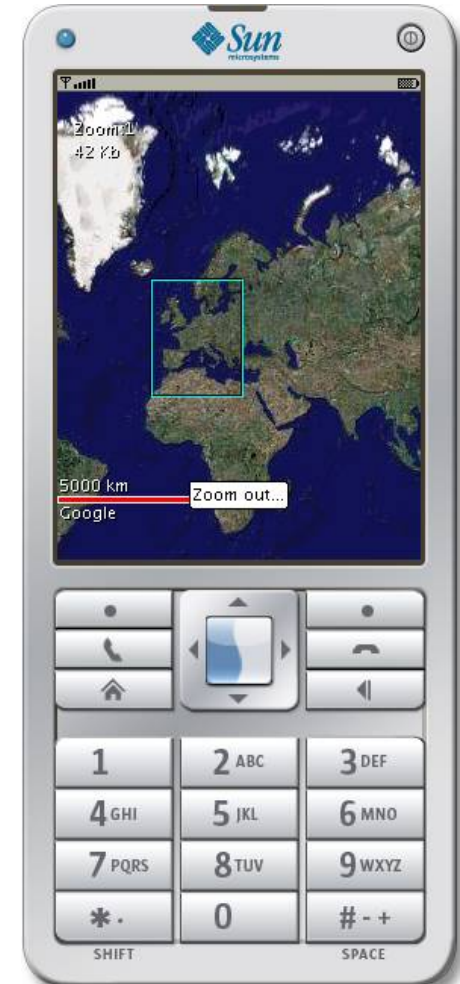 Sun
microsystems
Zoom:1
42 Kb
5000 km
Zoom out...
Google
1
2 ABC
3 DEF
4 GHI
5 JKL
6 MNO
7 PQRS
8 TUV
9 WXYZ
* .
0
# - +
SHIFT
SPACE